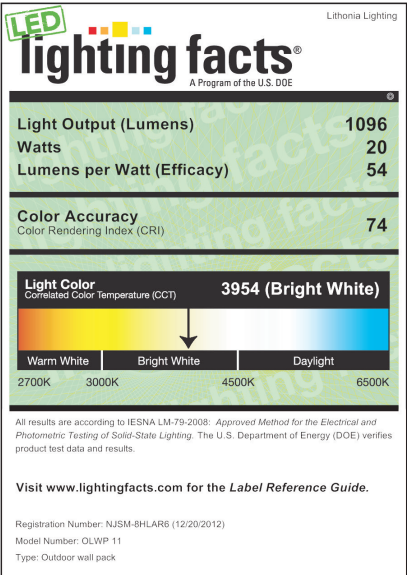 Lithonia Lighting
LED
lighting facts®
A Program of the U.S. DOE
Light Output (Lumens) 1096
Watts 20
Lumens per Watt (Efficacy) 54
Color Accuracy
Color Rendering Index (CRI) 74
Light Color
Correlated Color Temperature (CCT) 3954 (Bright White)
Warm White Bright White Daylight
2700K 3000K 4500K 6500K
All results are according to IESNA LM-79-2008: Approved Method for the Electrical and
Photometric Testing of Solid-State Lighting. The U.S. Department of Energy (DOE) verifies
product test data and results.
Visit www.lightingfacts.com for the Label Reference Guide.
Registration Number: NJSM-8HLAR6 (12/20/2012)
Model Number: OLWP 11
Type: Outdoor wall pack